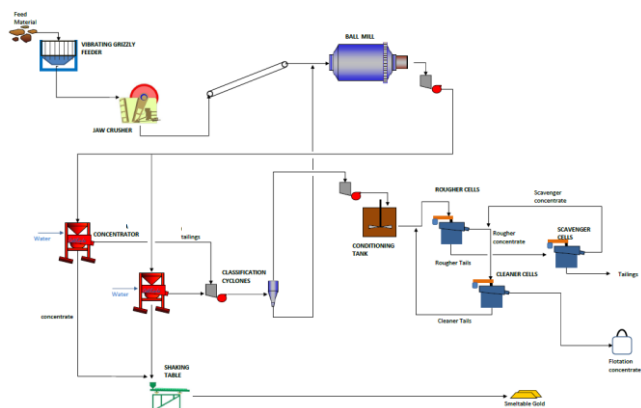 Feed
Material
VIBRATING GRIZZLY
FEEDER
BALL MILL
JAW CRUSHER
ROUGHER CELLS
Scavenger
concentrate
Water
CONCENTRATOR
tailings
CONDITIONING
TANK
Rougher
concentrate
SCAVENGER
CELLS
Rougher Tails
Tailings
Water
CLASSIFICATION
CYCLONES
CLEANER CELLS
concentrate
Cleaner Tails
SHAKING
TABLE
Flotation
concentrate
Smeltable Gold